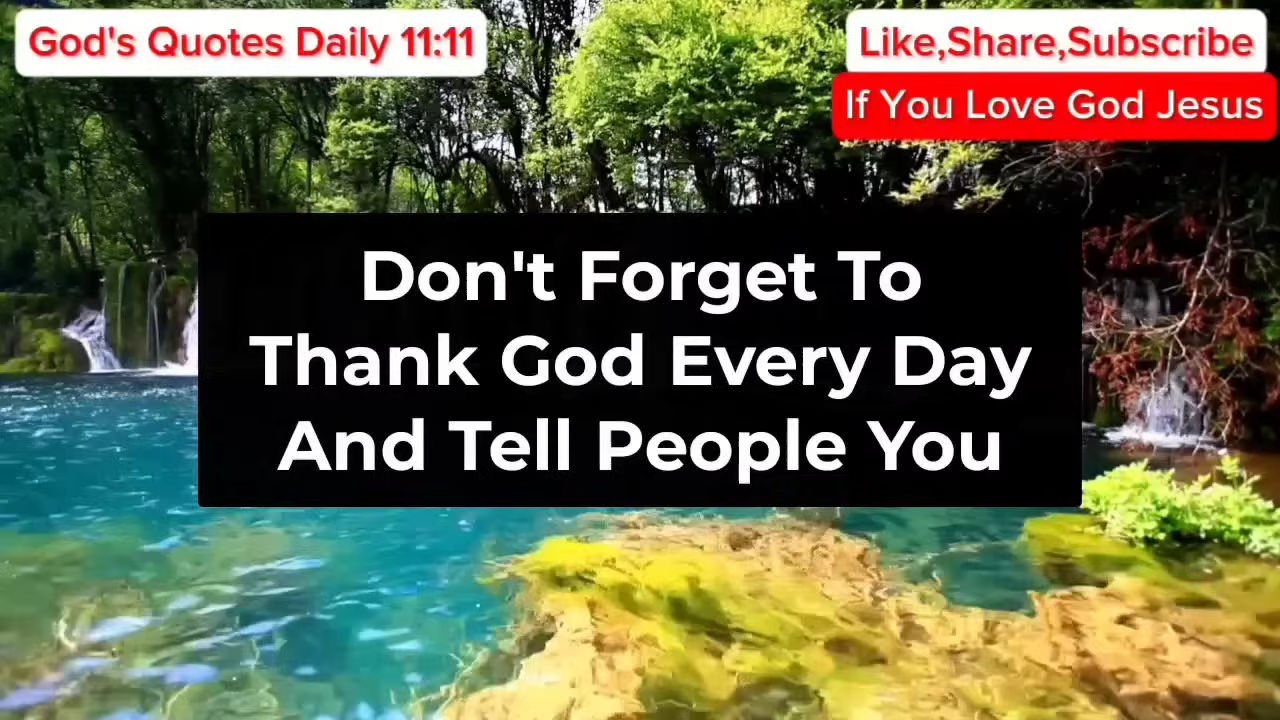 God's Quotes Daily 11:11
Like,Share,Subscribe
If You Love God Jesus
Don't Forget To
Thank God Every Day
And Tell People You